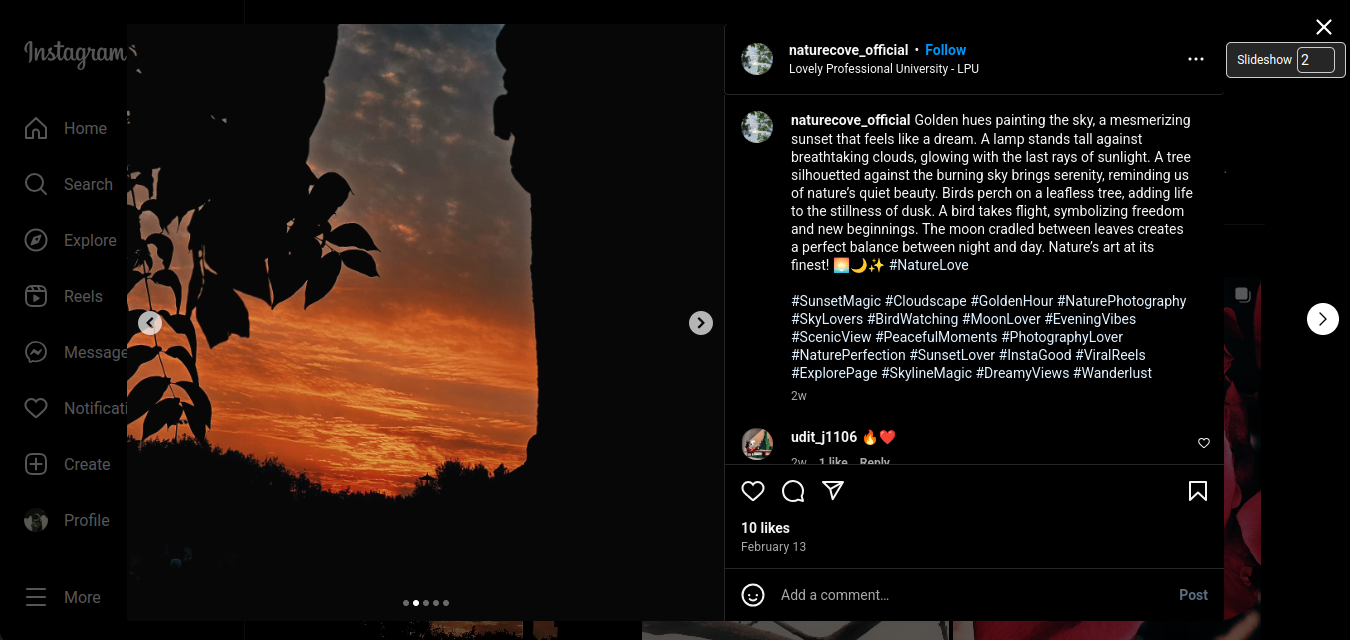 Instagram
Home
Search
Explore
Reels
Message
Notificati
Create
Profile
More
naturecove_official • Follow
Lovely Professional University - LPU
Slideshow 2
naturecove_official Golden hues painting the sky, a mesmerizing
sunset that feels like a dream. A lamp stands tall against
breathtaking clouds, glowing with the last rays of sunlight. A tree
silhouetted against the burning sky brings serenity, reminding us
of nature’s quiet beauty. Birds perch on a leafless tree, adding life
to the stillness of dusk. A bird takes flight, symbolizing freedom
and new beginnings. The moon cradled between leaves creates
a perfect balance between night and day. Nature’s art at its
finest! 🌅🌙✨ #NatureLove
#SunsetMagic #Cloudscape #GoldenHour #NaturePhotography
#SkyLovers #BirdWatching #MoonLover #EveningVibes
#ScenicView #PeacefulMoments #PhotographyLover
#NaturePerfection #SunsetLover #InstaGood #ViralReels
#ExplorePage #SkylineMagic #DreamyViews #Wanderlust
2w
udit_j1106 🔥❤️
2w 1 like Reply
10 likes
February 13
Add a comment…
Post